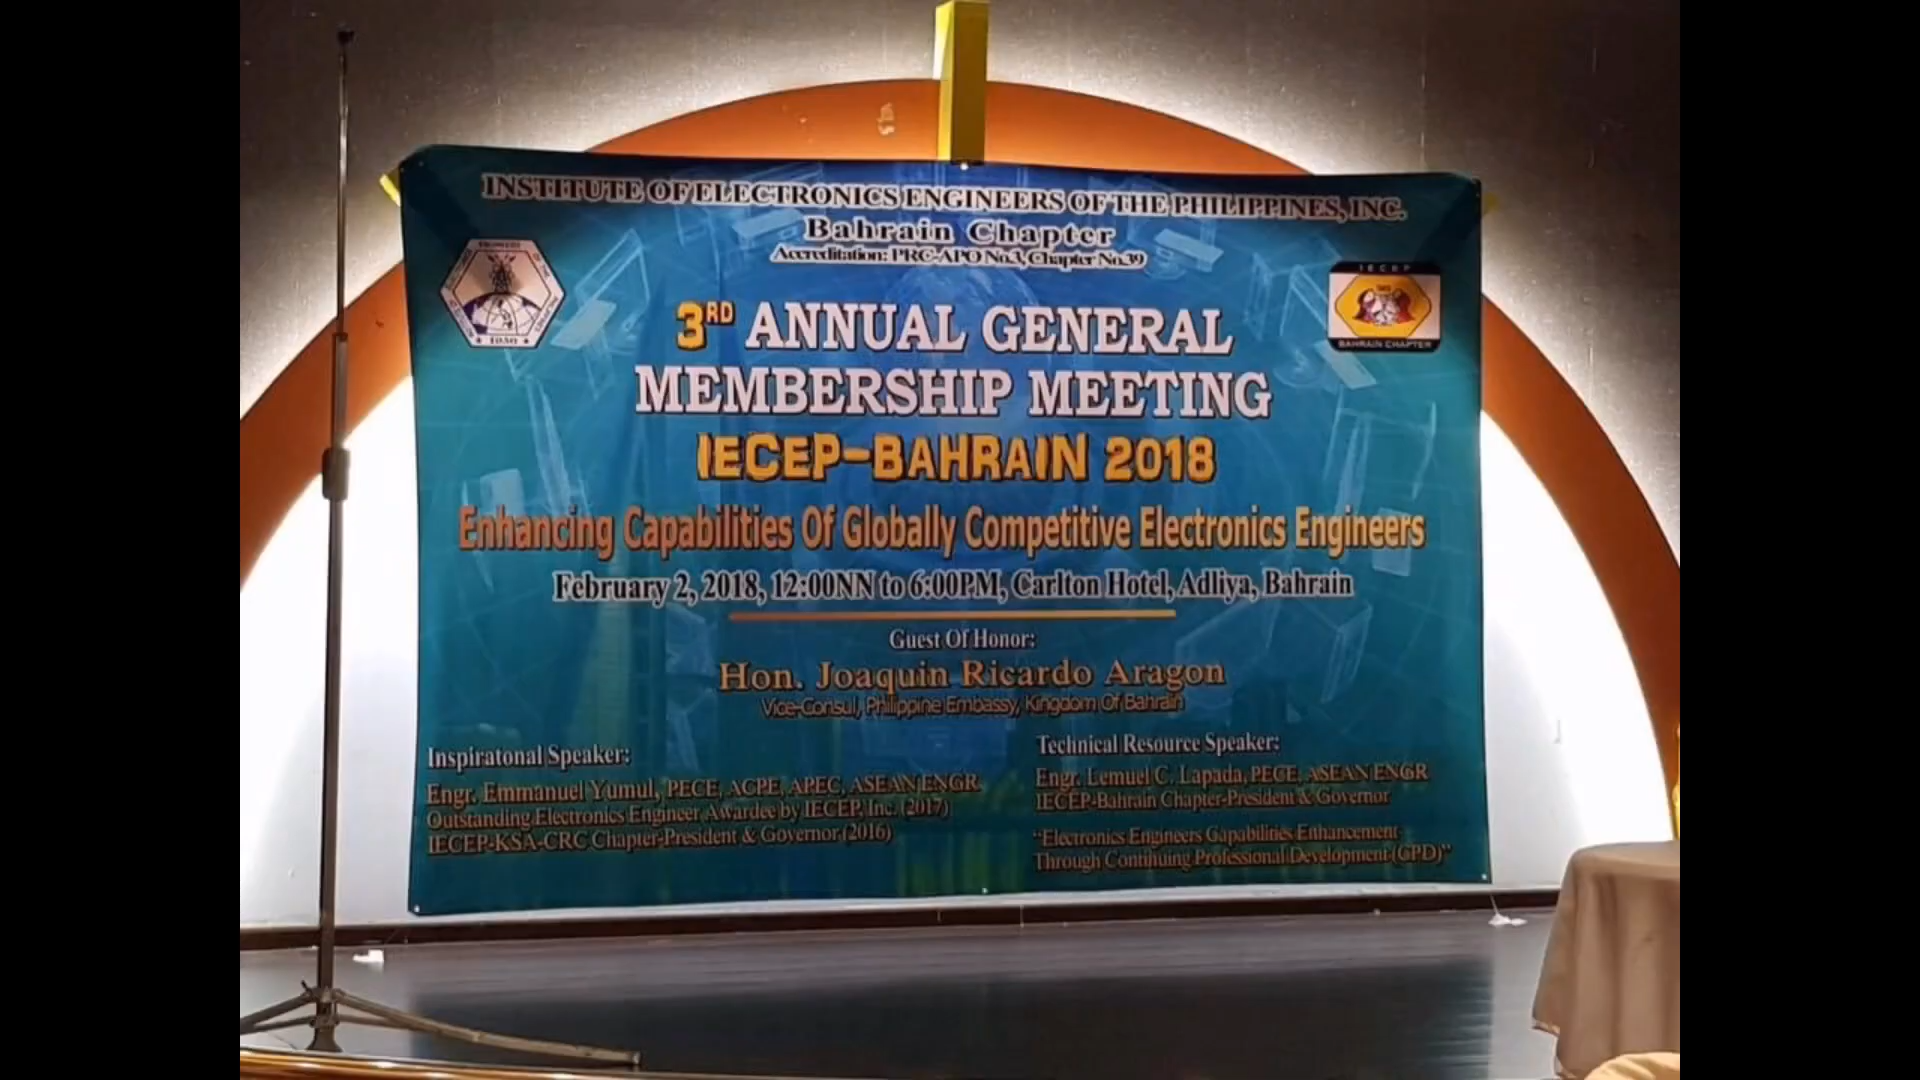 INSTITUTE OF ELECTRONICS ENGINEERS OF THE PHILIPPINES, INC.
Bahrain Chapter
Accreditation: PRC-APO No.3, Chapter No.39
1950
IECEP
BAHRAIN CHAPTER
3RD ANNUAL GENERAL
MEMBERSHIP MEETING
IECEP-BAHRAIN 2018
Enhancing Capabilities Of Globally Competitive Electronics Engineers
February 2, 2018, 12:00NN to 6:00PM, Carlton Hotel, Adliya, Bahrain
Guest Of Honor:
Hon. Joaquin Ricardo Aragon
Vice-Consul, Philippine Embassy, Kingdom Of Bahrain
Inspiratonal Speaker:
Engr. Emmanuel Yumul, PECE, ACPE, APEC, ASEAN ENGR
Outstanding Electronics Engineer Awardee by IECEP, Inc. (2017)
IECEP-KSA-CRC Chapter-President & Governor (2016)
Technical Resource Speaker:
Engr. Lemuel C. Lapada, PECE, ASEAN ENGR
IECEP-Bahrain Chapter-President & Governor
"Electronics Engineers Capabilities Enhancement
Through Continuing Professional Development (CPD)"